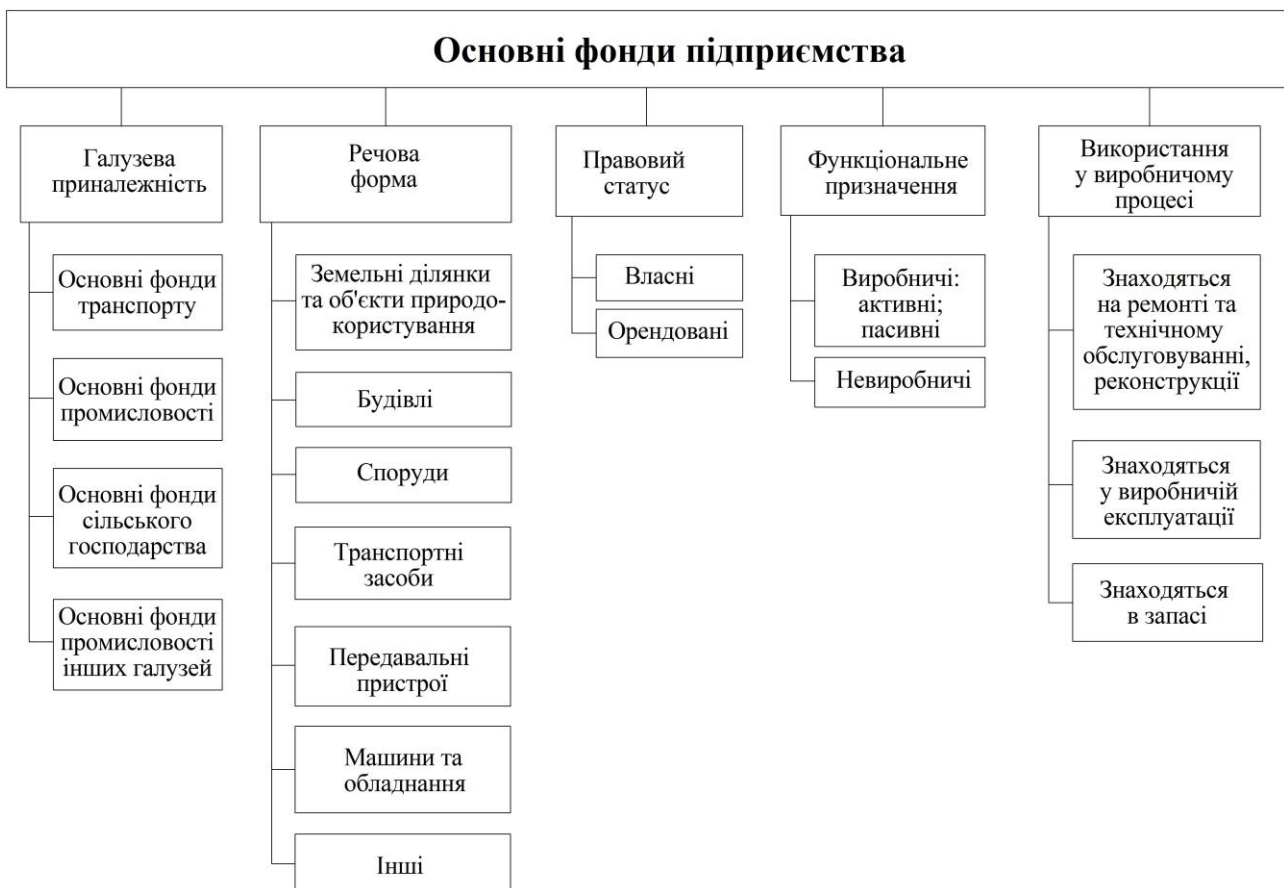 Основні фонди підприємства
Галузева
приналежність
Основні фонди
транспорту
Основні фонди
промисловості
Основні фонди
сільського
господарства
Основні фонди
промисловості
інших галузей
Речова
форма
Земельні ділянки
та об'єкти природо-
користування
Будівлі
Споруди
Транспортні
засоби
Передавальні
пристрої
Машини та
обладнання
Інші
Правовий
статус
Власні
Орендовані
Функціональне
призначення
Виробничі:
активні;
пасивні
Невиробничі
Використання
у виробничому
процесі
Знаходяться
на ремонті та
технічному
обслуговуванні,
реконструкції
Знаходяться
у виробничій
експлуатації
Знаходяться
в запасі